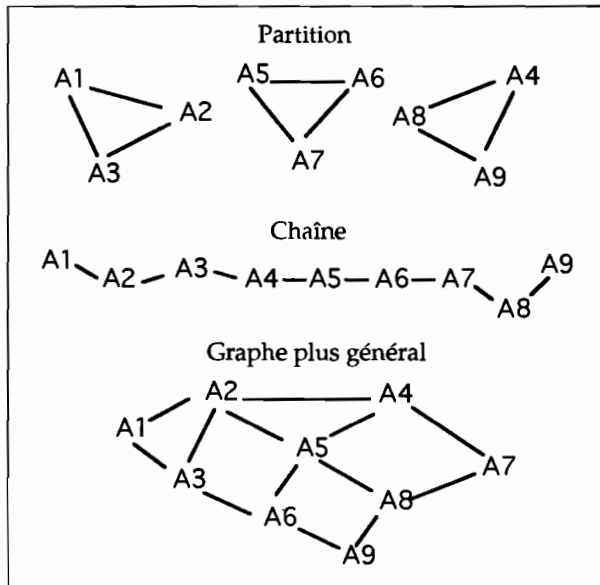 Partition
A1 A5 A6 A4
A2 A8
A3 A7 A9
Chaîne
A1 A2 A3 A4 A5 A6 A7 A8 A9
Graphe plus général
A2 A4
A1 A5
A3 A7
A6 A8
A9